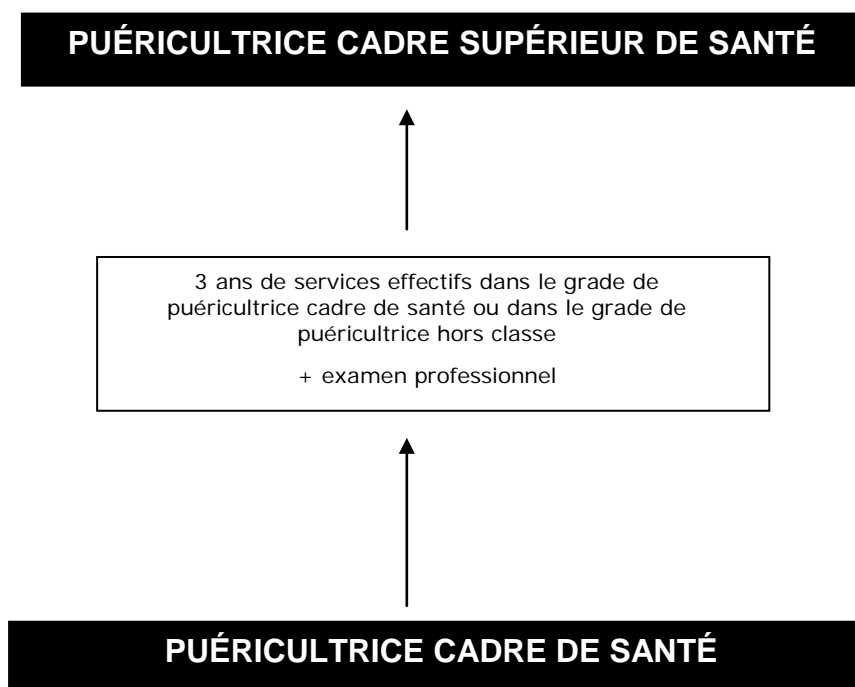 PUÉRICULTRICE CADRE SUPÉRIEUR DE SANTÉ
3 ans de services effectifs dans le grade de
puéricultrice cadre de santé ou dans le grade de
puéricultrice hors classe
+ examen professionnel
PUÉRICULTRICE CADRE DE SANTÉ